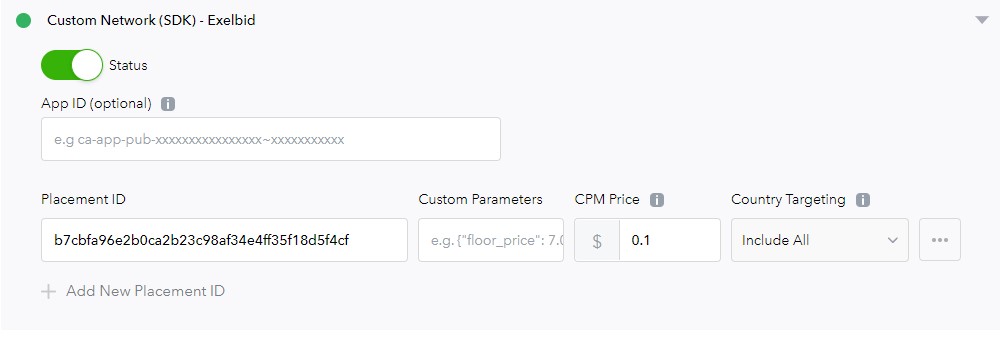 Custom Network (SDK) - Exelbid
Status
App ID (optional) i
e.g ca-app-pub-xxxxxxxxxxxxxxxx~xxxxxxxxxxx
Placement ID Custom Parameters CPM Price i Country Targeting i
b7cbfa96e2b0ca2b23c98af34e4ff35f18d5f4cf e.g. {"floor_price": 7.0 $ 0.1 Include All ...
+ Add New Placement ID